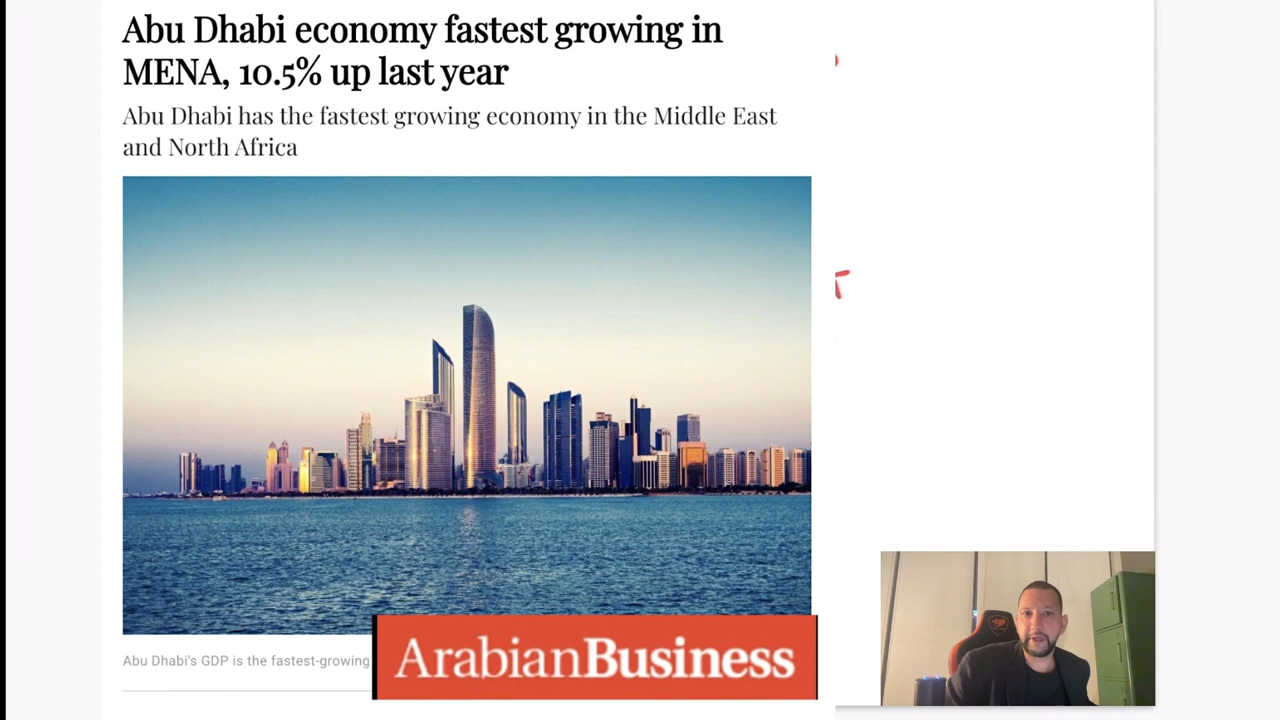 Abu Dhabi economy fastest growing in
MENA, 10.5% up last year
Abu Dhabi has the fastest growing economy in the Middle East
and North Africa
Abu Dhabi's GDP is the fastest-growing
ArabianBusiness